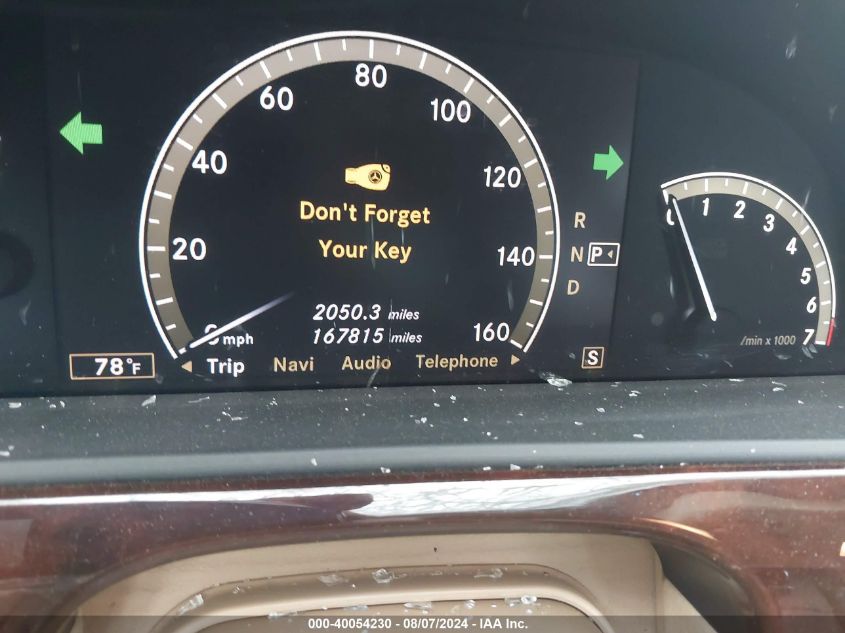 80
60
100
40
120
Don't Forget
Your Key
20
140
R
N P
D
2050.3 miles
167815 miles
0 mph
160
78°F
Trip Navi Audio Telephone
S
0 1 2 3 4 5 6 7
/min x 1000
000-40054230 - 08/07/2024 - IAA Inc.